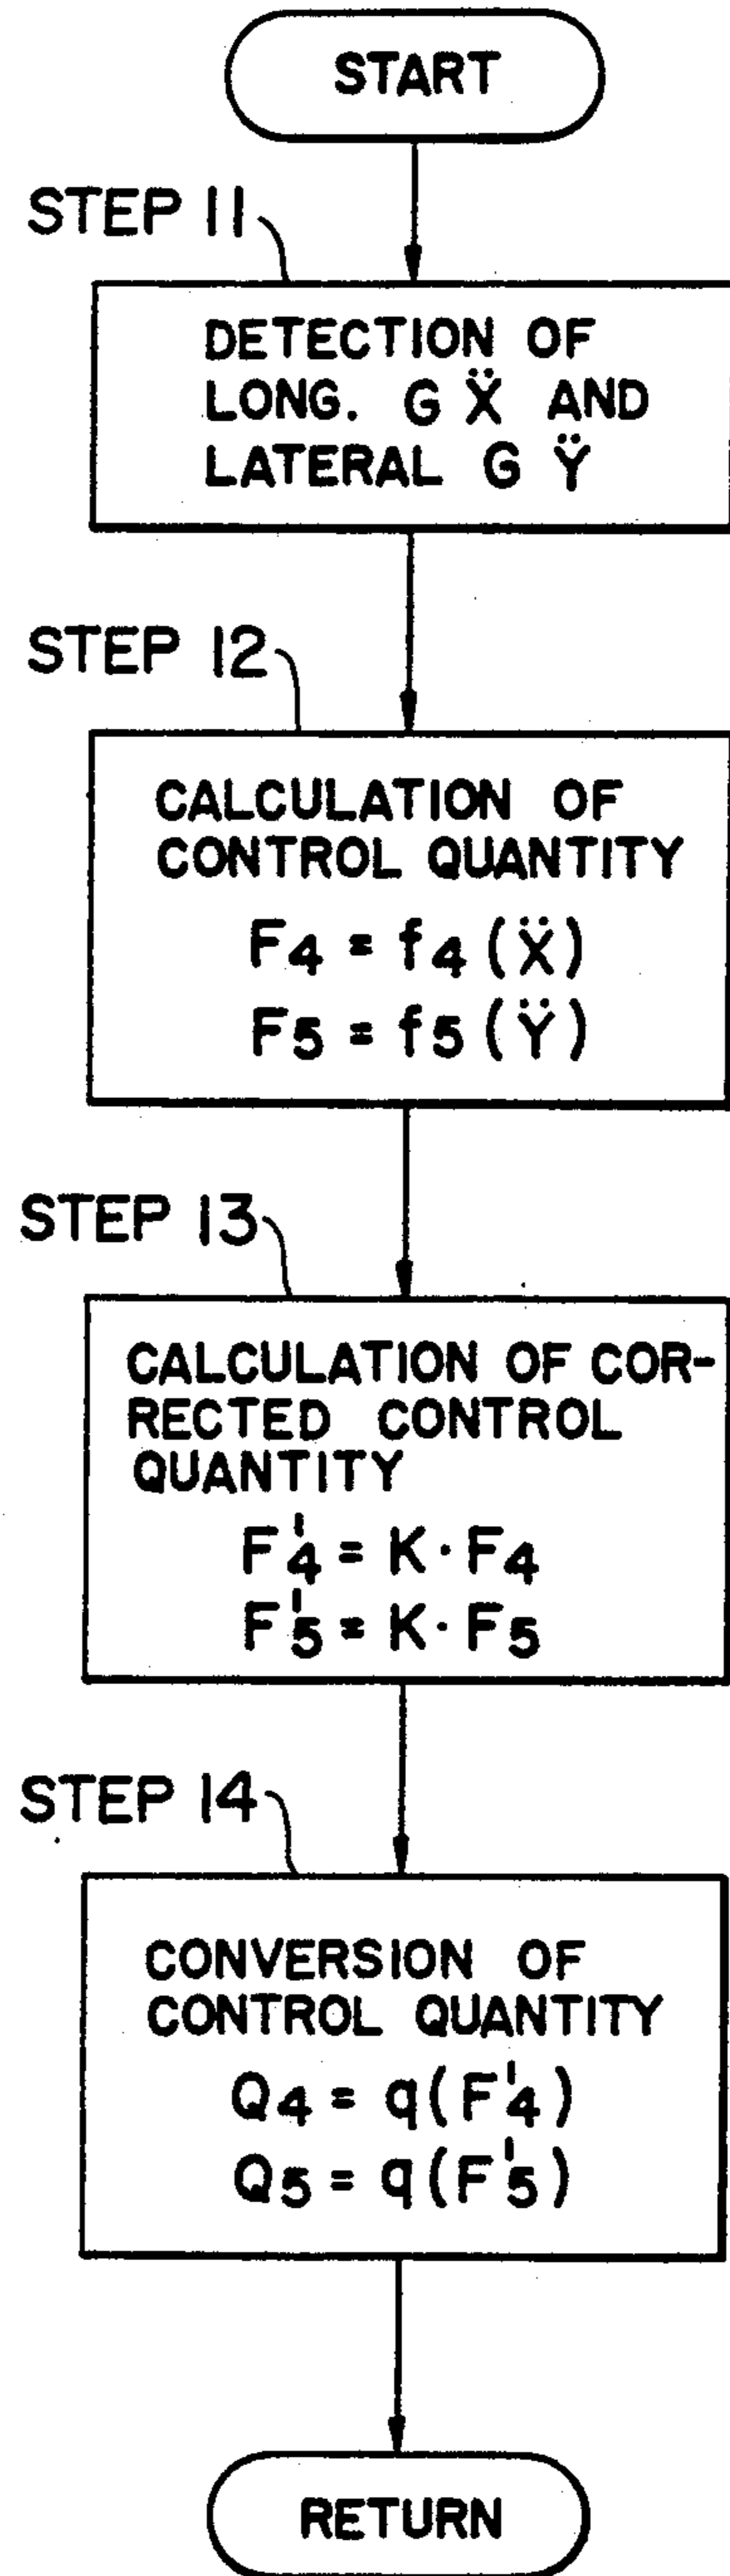 START
STEP 11
DETECTION OF
LONG. G Ẍ AND
LATERAL G Ÿ
STEP 12
CALCULATION OF
CONTROL QUANTITY
F4 = f4 (Ẍ)
F5 = f5 (Ÿ)
STEP 13
CALCULATION OF COR-
RECTED CONTROL
QUANTITY
F'4 = K · F4
F'5 = K · F5
STEP 14
CONVERSION OF
CONTROL QUANTITY
Q4 = q(F'4)
Q5 = q(F'5)
RETURN